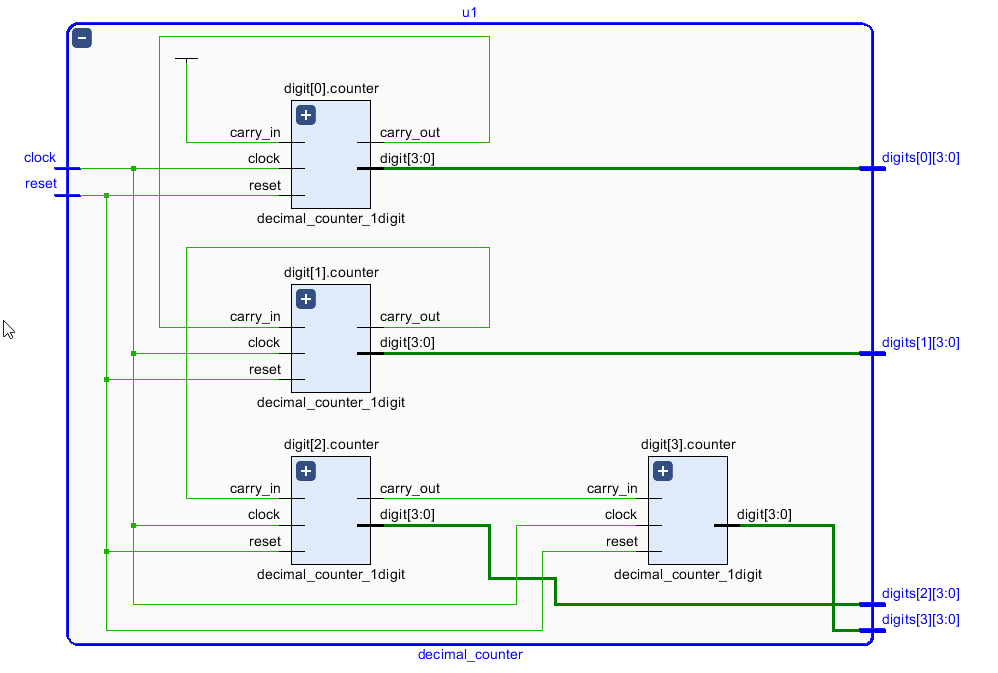 u1
digit[0].counter
carry_in
carry_out
clock
digit[3:0]
reset
decimal_counter_1digit
clock
reset
digits[0][3:0]
digit[1].counter
carry_in
carry_out
clock
digit[3:0]
reset
decimal_counter_1digit
digits[1][3:0]
digit[2].counter
carry_in
carry_out
clock
digit[3:0]
reset
decimal_counter_1digit
digit[3].counter
carry_in
clock
digit[3:0]
reset
decimal_counter_1digit
digits[2][3:0]
digits[3][3:0]
decimal_counter